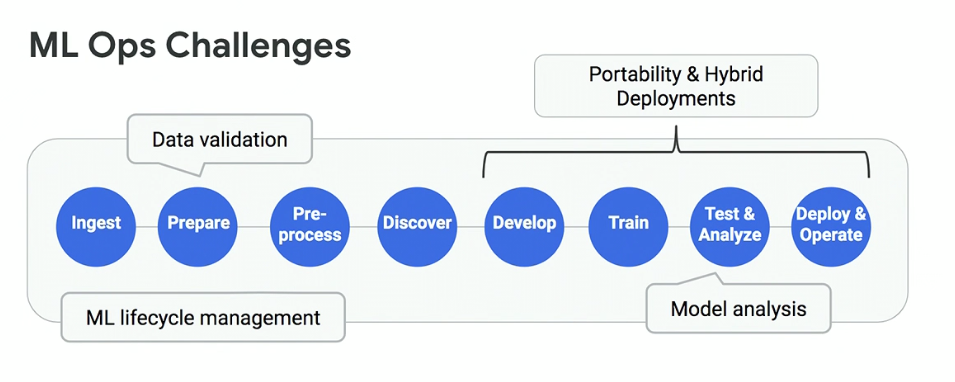 ML Ops Challenges
Portability & Hybrid
Deployments
Data validation
Ingest
Prepare
Pre-
process
Discover
Develop
Train
Test &
Analyze
Deploy &
Operate
ML lifecycle management
Model analysis